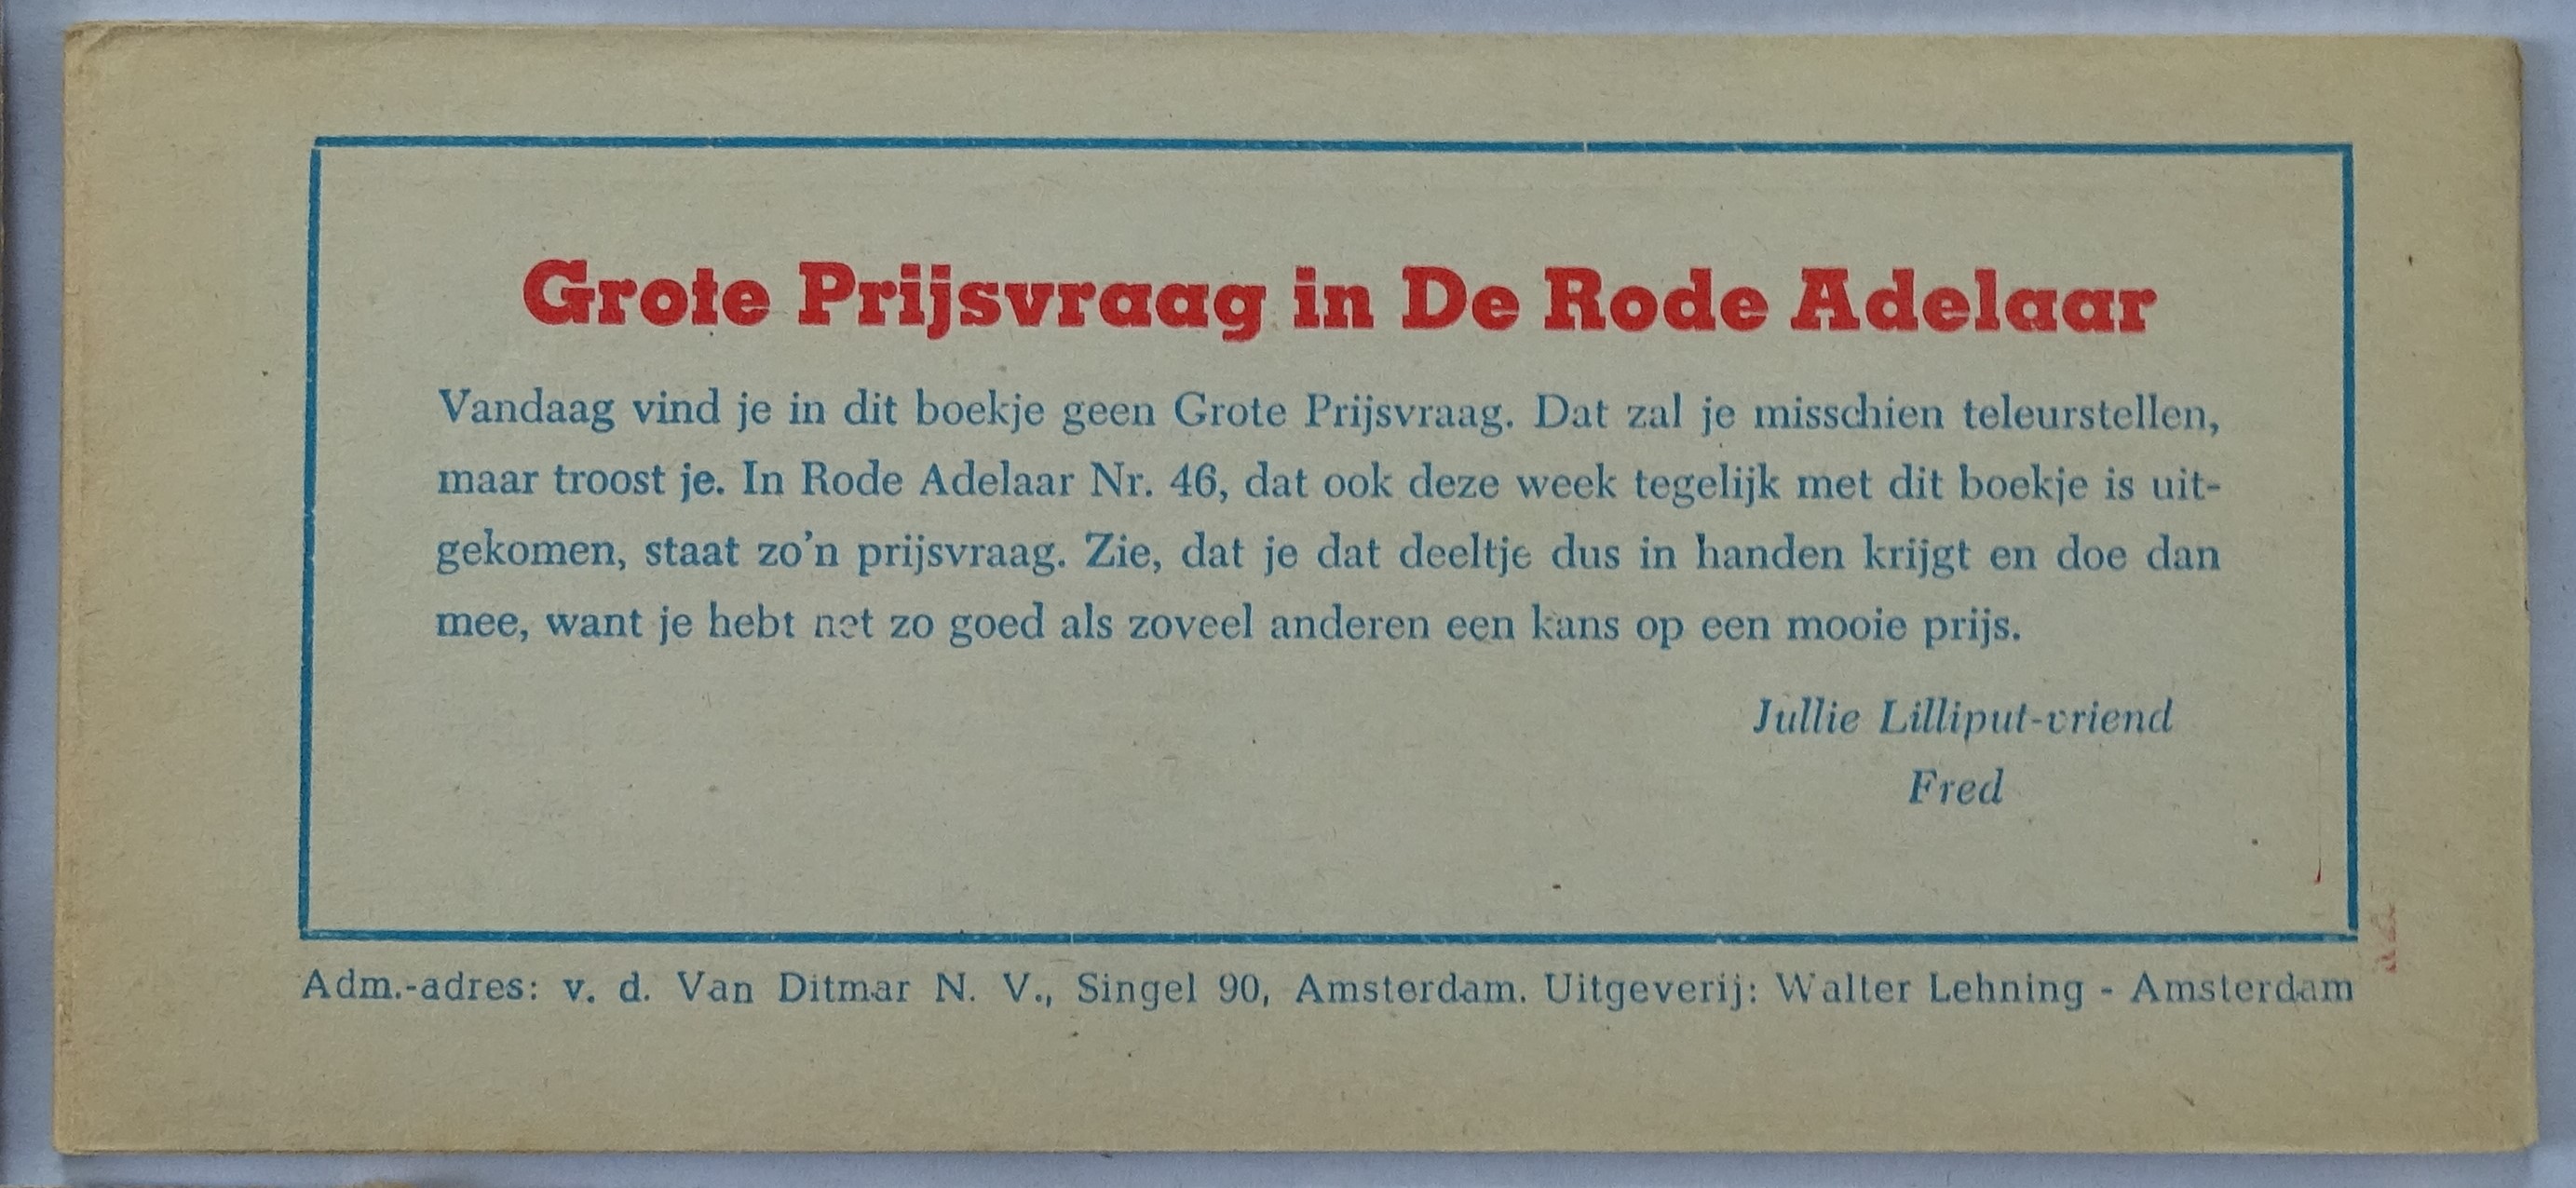 Grote Prijsvraag in De Rode Adelaar
Vandaag vind je in dit boekje geen Grote Prijsvraag. Dat zal je misschien teleurstellen,
maar troost je. In Rode Adelaar Nr. 46, dat ook deze week tegelijk met dit boekje is uit-
gekomen, staat zo'n prijsvraag. Zie, dat je dat deeltje dus in handen krijgt en doe dan
mee, want je hebt net zo goed als zoveel anderen een kans op een mooie prijs.
Jullie Lilliput-vriend
Fred
Adm.-adres: v. d. Van Ditmar N. V., Singel 90, Amsterdam. Uitgeverij: Walter Lehning - Amsterdam